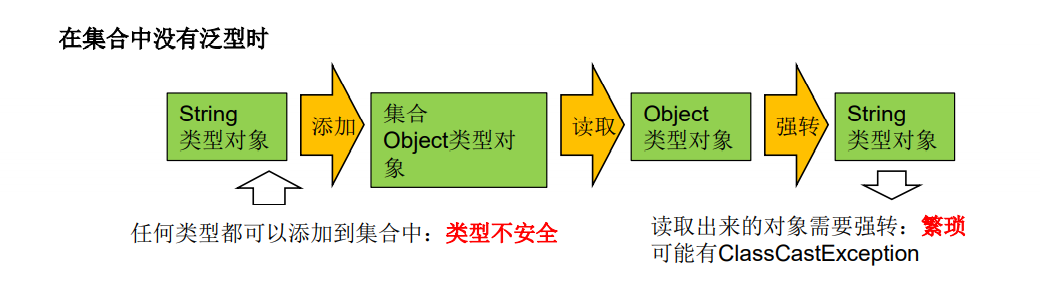 在集合中没有泛型时
String
类型对象
添加
集合
Object类型对
象
读取
Object
类型对象
强转
String
类型对象
任何类型都可以添加到集合中：类型不安全
读取出来的对象需要强转：繁琐
可能有ClassCastException